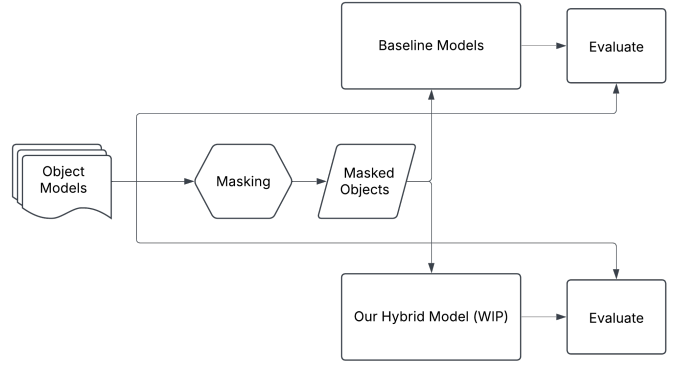 Baseline Models
Evaluate
Object
Models
Masking
Masked
Objects
Our Hybrid Model (WIP)
Evaluate